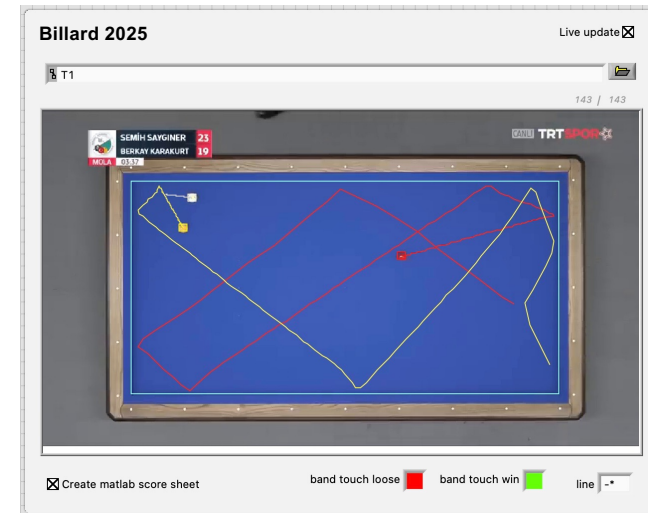 Billard 2025
Live update
T1
143 / 143
SEMİH SAYGINER 23
BERKAY KARAKURT 19
MOLA 03:37
CANLI TRTSPOR
Create matlab score sheet
band touch loose
band touch win
line -*